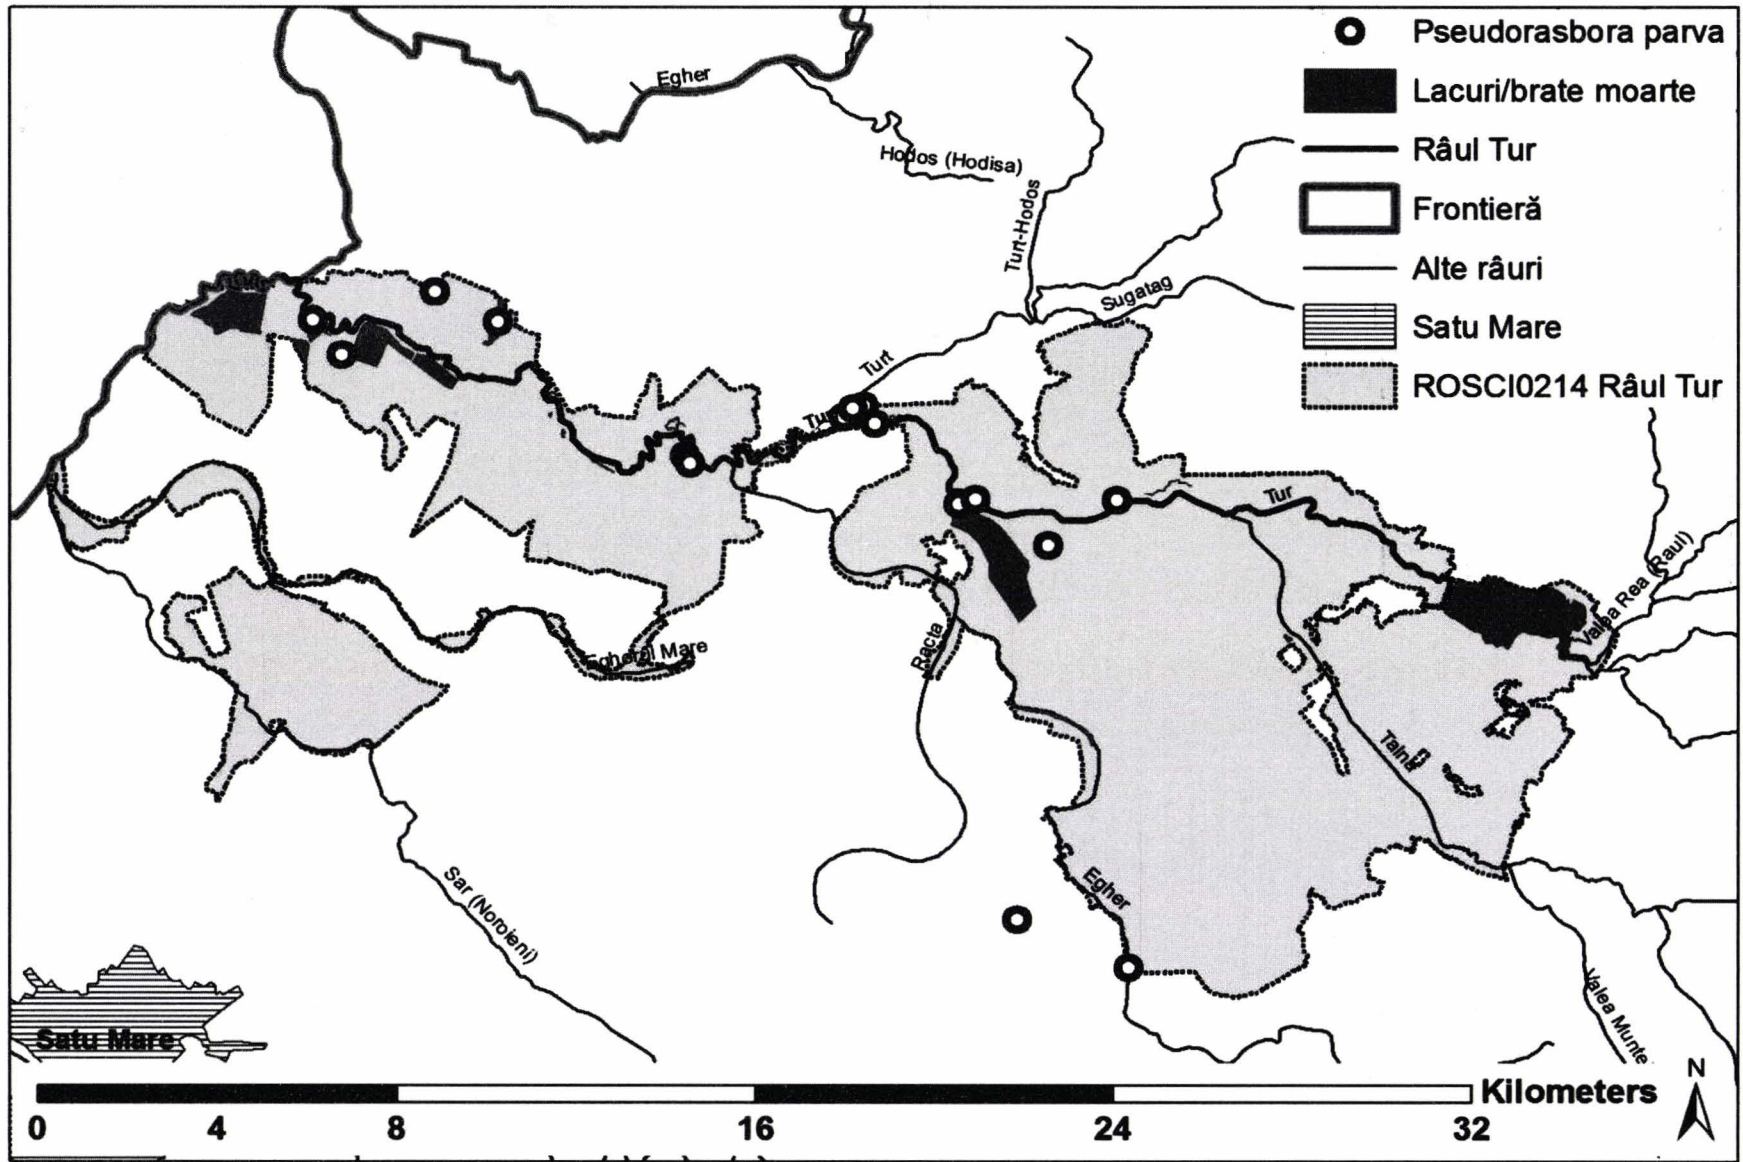 Pseudorasbora parva
Lacuri/brate moarte
Râul Tur
Frontieră
Alte râuri
Satu Mare
ROSCI0214 Râul Tur
Egher
Hodos (Hodisa)
Turt-Hodos
Sugatag
Turt
Tur
Tur
Valea Rea (Raul)
Racta
Egherul Mare
Talna
Egher
Sar (Noroieni)
Valea Munte
Satu Mare
N
Kilometers
0 4 8 16 24 32